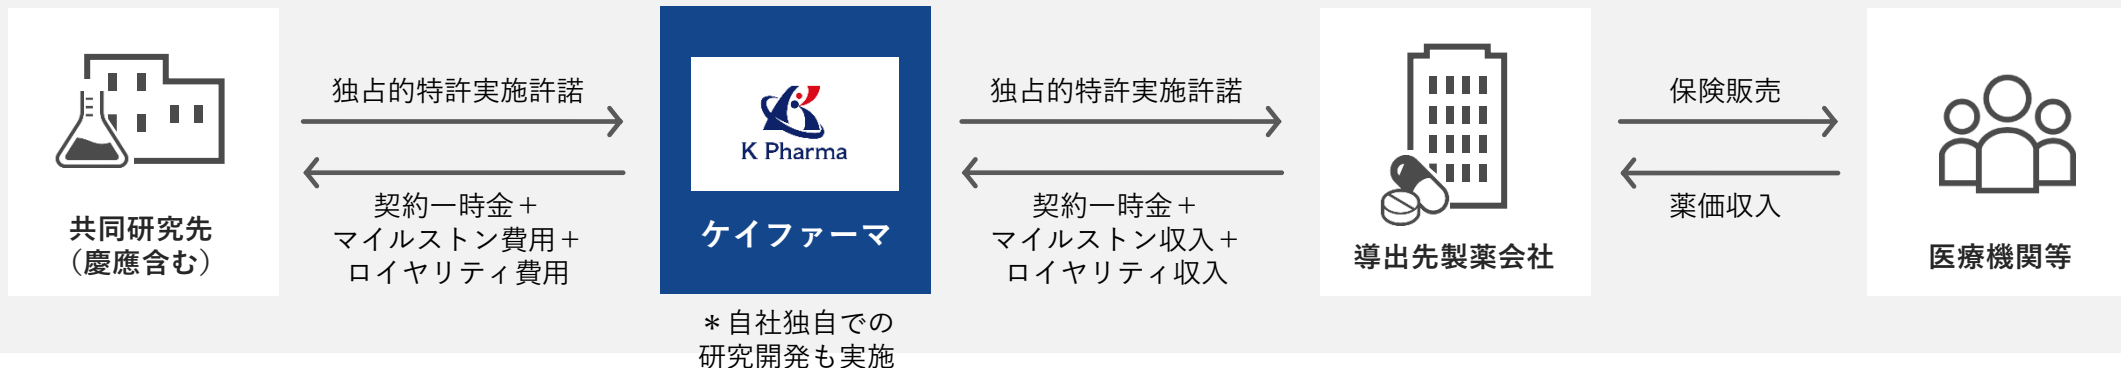 共同研究先
（慶應含む）
独占的特許実施許諾
契約一時金＋
マイルストン費用＋
ロイヤリティ費用
K Pharma
ケイファーマ
＊自社独自での
研究開発も実施
独占的特許実施許諾
契約一時金＋
マイルストン収入＋
ロイヤリティ収入
導出先製薬会社
保険販売
薬価収入
医療機関等